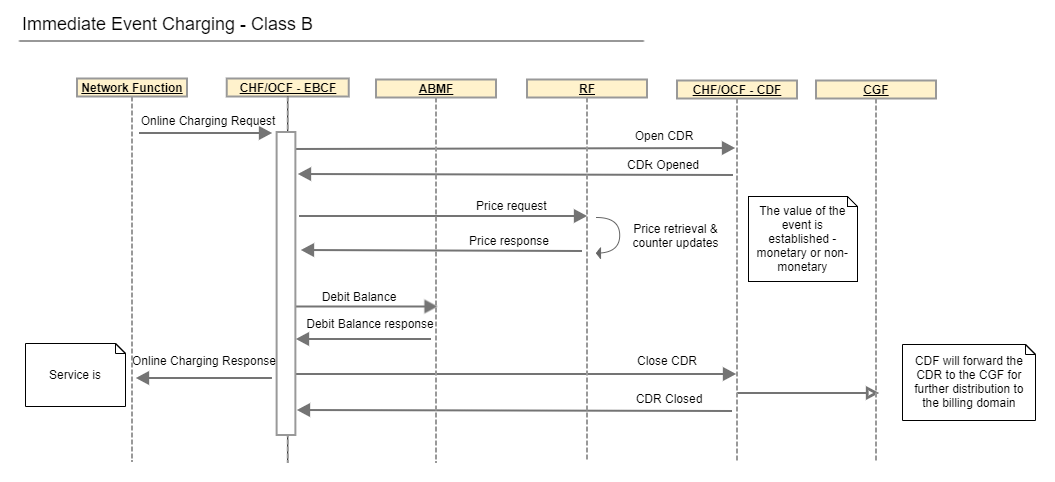 Immediate Event Charging - Class B
Network Function
CHF/OCF - EBCF
ABMF
RF
CHF/OCF - CDF
CGF
Online Charging Request
Open CDR
CDR Opened
Price request
Price retrieval &
counter updates
Price response
The value of the
event is
established -
monetary or non-
monetary
Debit Balance
Debit Balance response
Service is
Online Charging Response
Close CDR
CDR Closed
CDF will forward the
CDR to the CGF for
further distribution to
the billing domain